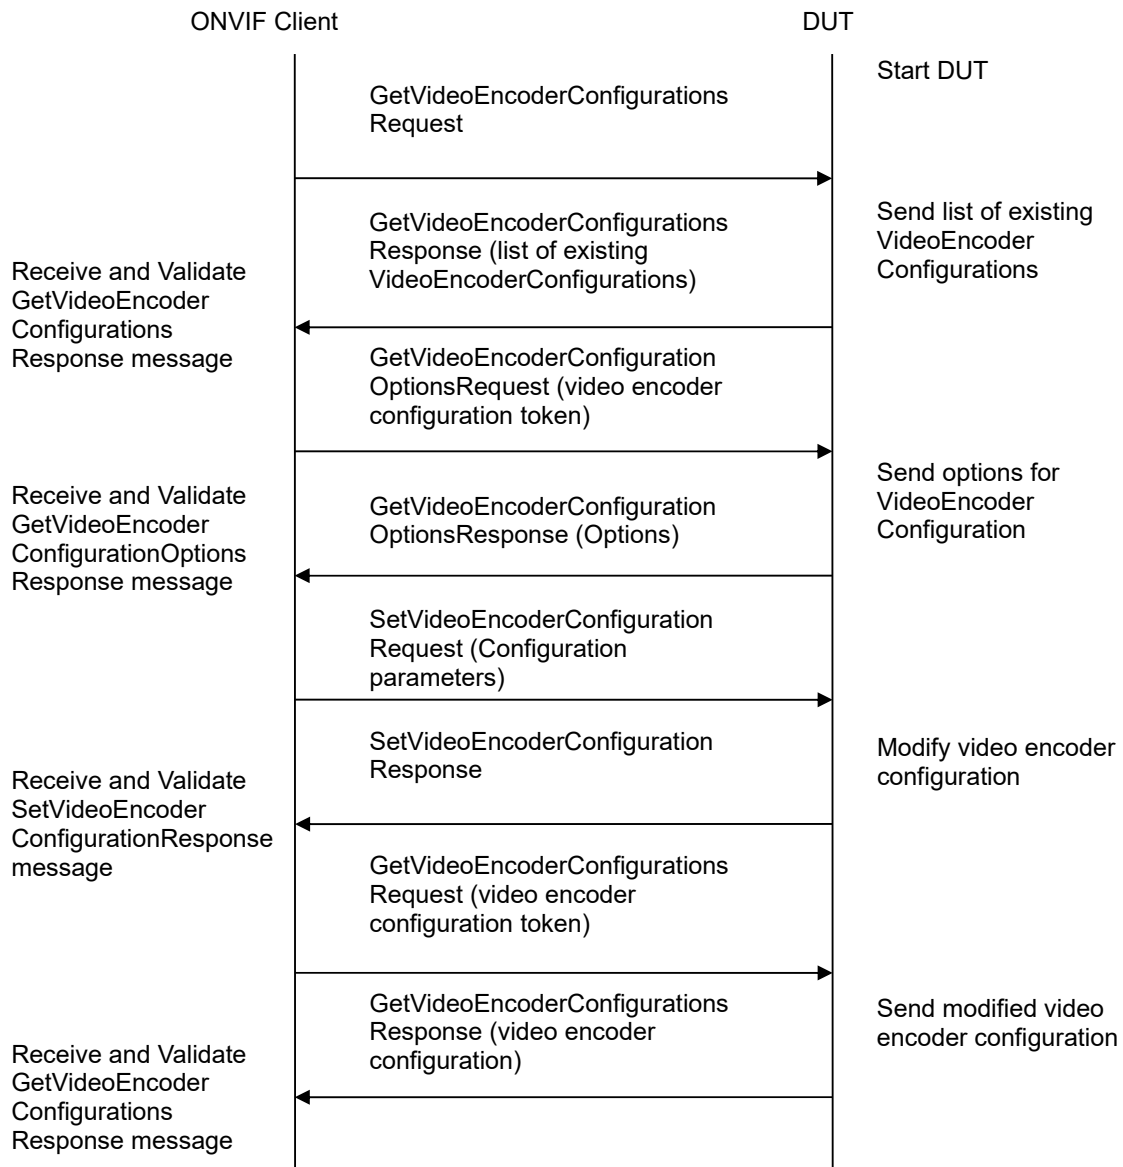 ONVIF Client
DUT
Start DUT
GetVideoEncoderConfigurations
Request
Send list of existing
VideoEncoder
Configurations
GetVideoEncoderConfigurations
Response (list of existing
VideoEncoderConfigurations)
Receive and Validate
GetVideoEncoder
Configurations
Response message
GetVideoEncoderConfiguration
OptionsRequest (video encoder
configuration token)
Send options for
VideoEncoder
Configuration
Receive and Validate
GetVideoEncoder
ConfigurationOptions
Response message
GetVideoEncoderConfiguration
OptionsResponse (Options)
SetVideoEncoderConfiguration
Request (Configuration
parameters)
SetVideoEncoderConfiguration
Response
Modify video encoder
configuration
Receive and Validate
SetVideoEncoder
ConfigurationResponse
message
GetVideoEncoderConfigurations
Request (video encoder
configuration token)
GetVideoEncoderConfigurations
Response (video encoder
configuration)
Send modified video
encoder configuration
Receive and Validate
GetVideoEncoder
Configurations
Response message